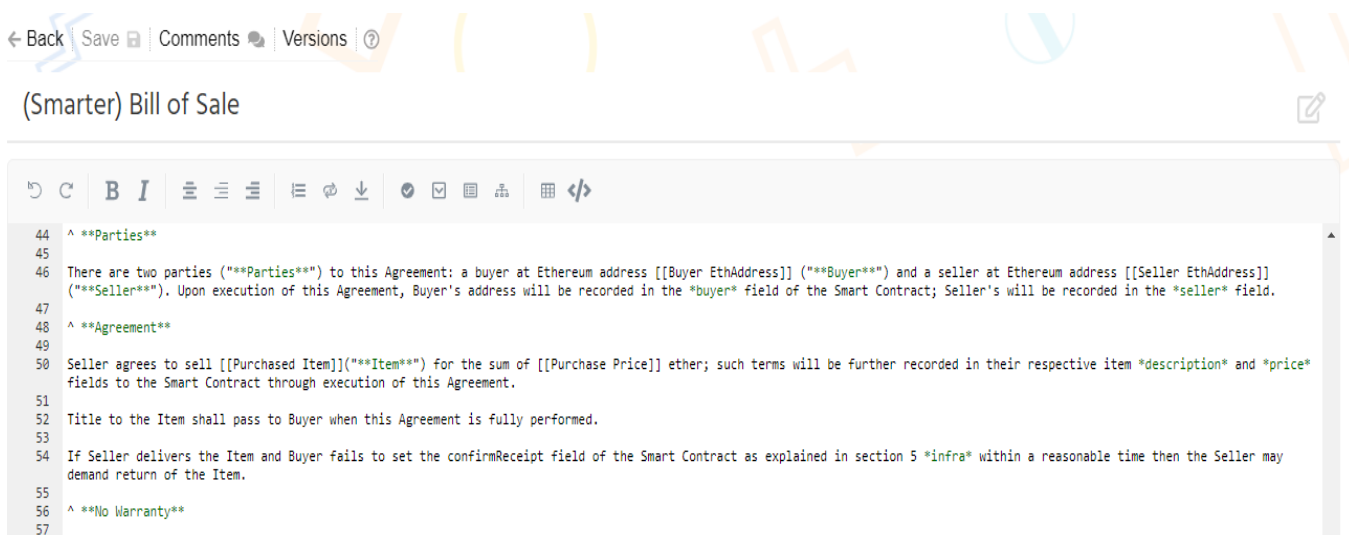 Back Save Comments Versions
(Smarter) Bill of Sale
B I
44 ^ **Parties**
45
46 There are two parties ("**Parties**") to this Agreement: a buyer at Ethereum address [[Buyer EthAddress]] ("**Buyer**") and a seller at Ethereum address [[Seller EthAddress]]
("**Seller**"). Upon execution of this Agreement, Buyer's address will be recorded in the *buyer* field of the Smart Contract; Seller's will be recorded in the *seller* field.
47
48 ^ **Agreement**
49
50 Seller agrees to sell [[Purchased Item]]("**Item**") for the sum of [[Purchase Price]] ether; such terms will be further recorded in their respective item *description* and *price*
fields to the Smart Contract through execution of this Agreement.
51
52 Title to the Item shall pass to Buyer when this Agreement is fully performed.
53
54 If Seller delivers the Item and Buyer fails to set the confirmReceipt field of the Smart Contract as explained in section 5 *infra* within a reasonable time then the Seller may
demand return of the Item.
55
56 ^ **No Warranty**
57